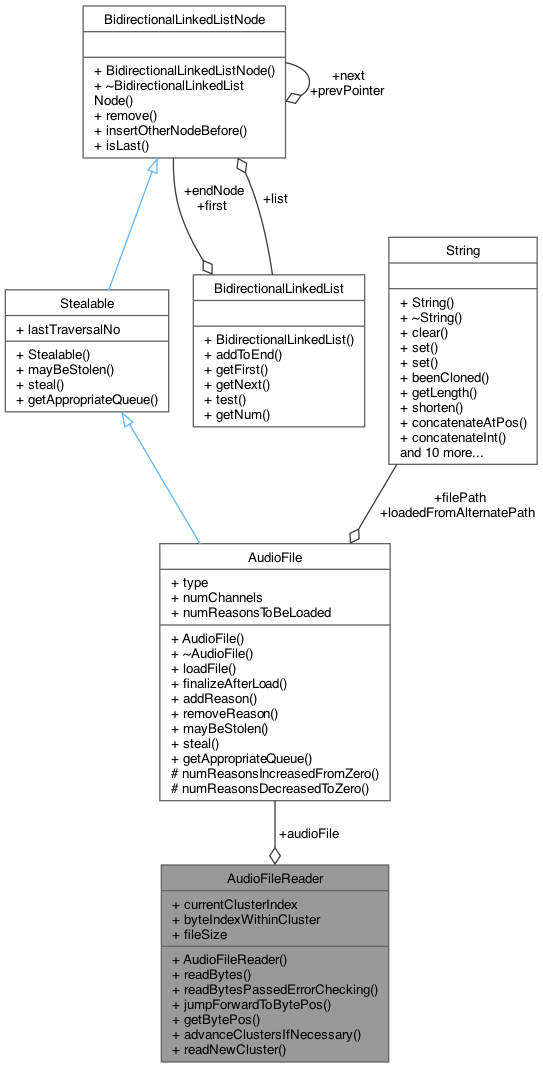 BidirectionalLinkedListNode
+ BidirectionalLinkedListNode()
+ ~BidirectionalLinkedList
Node()
+ remove()
+ insertOtherNodeBefore()
+ isLast()
+next
+prevPointer
+endNode
+first
+list
Stealable
+ lastTraversalNo
+ Stealable()
+ mayBeStolen()
+ steal()
+ getAppropriateQueue()
BidirectionalLinkedList
+ BidirectionalLinkedList()
+ addToEnd()
+ getFirst()
+ getNext()
+ test()
+ getNum()
String
+ String()
+ ~String()
+ clear()
+ set()
+ set()
+ beenCloned()
+ getLength()
+ shorten()
+ concatenateAtPos()
+ concatenateInt()
and 10 more...
+filePath
+loadedFromAlternatePath
AudioFile
+ type
+ numChannels
+ numReasonsToBeLoaded
+ AudioFile()
+ ~AudioFile()
+ loadFile()
+ finalizeAfterLoad()
+ addReason()
+ removeReason()
+ mayBeStolen()
+ steal()
+ getAppropriateQueue()
# numReasonsIncreasedFromZero()
# numReasonsDecreasedToZero()
+audioFile
AudioFileReader
+ currentClusterIndex
+ byteIndexWithinCluster
+ fileSize
+ AudioFileReader()
+ readBytes()
+ readBytesPassedErrorChecking()
+ jumpForwardToBytePos()
+ getBytePos()
+ advanceClustersIfNecessary()
+ readNewCluster()